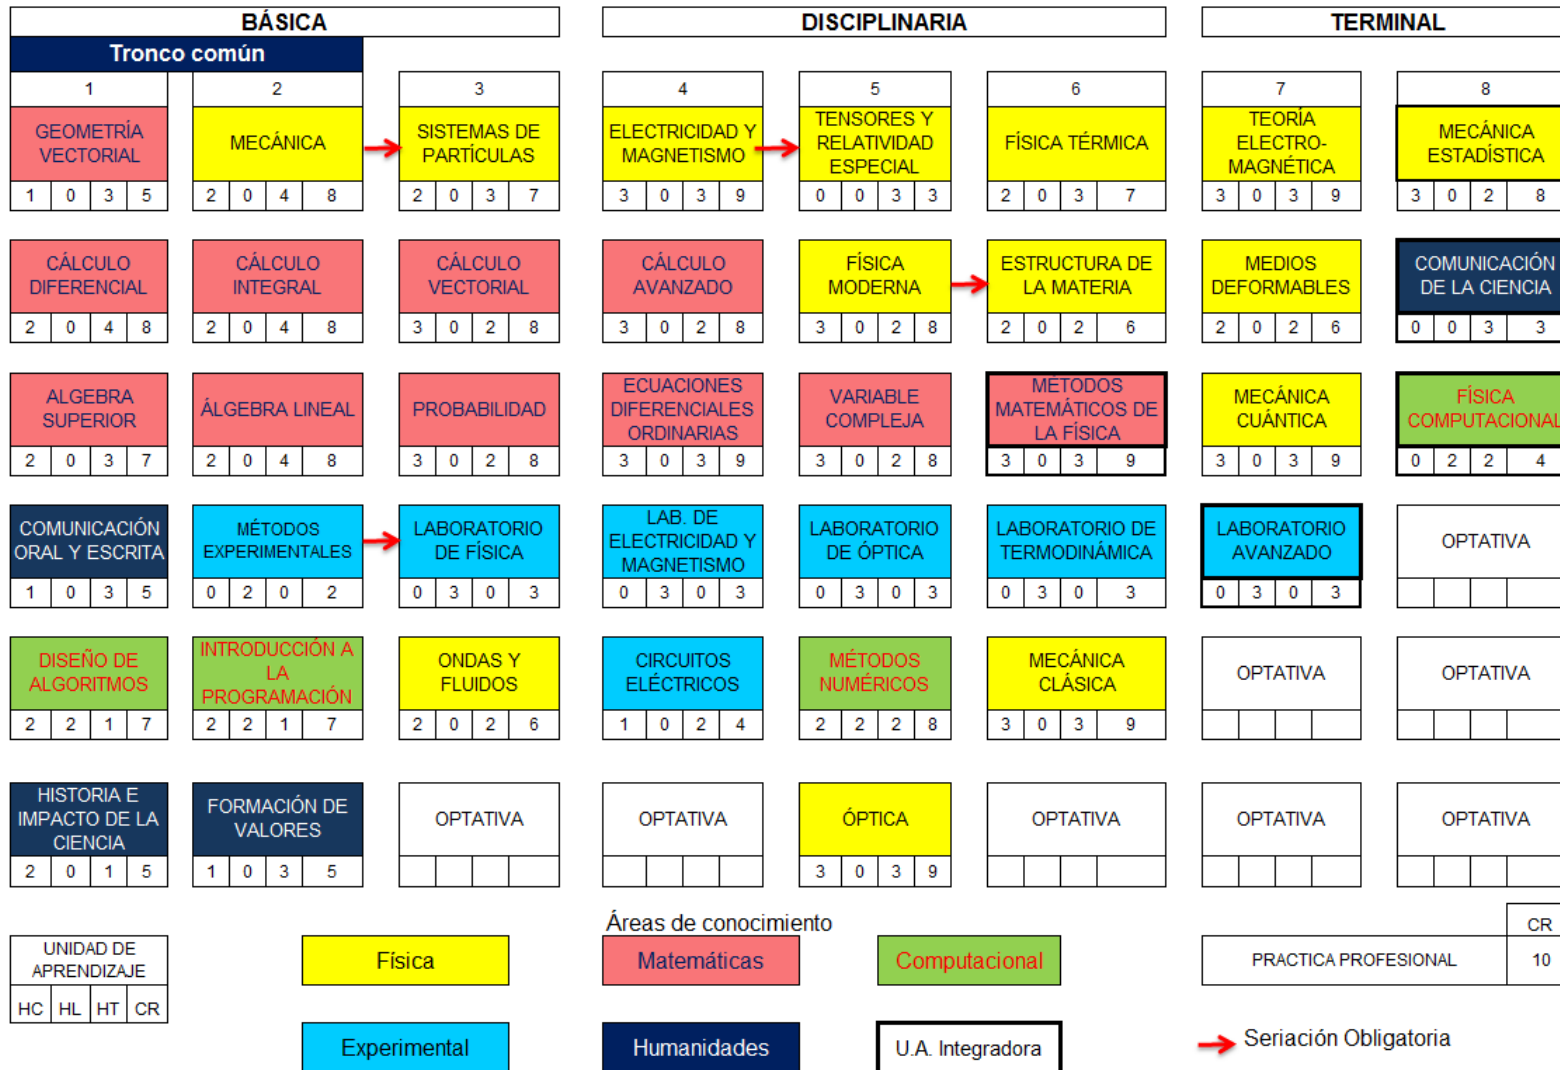 BÁSICA DISCIPLINARIA TERMINAL
Tronco común
1 2 3 4 5 6 7 8
GEOMETRÍA
VECTORIAL
MECÁNICA
SISTEMAS DE
PARTÍCULAS
ELECTRICIDAD Y
MAGNETISMO
TENSORES Y
RELATIVIDAD
ESPECIAL
FÍSICA TÉRMICA
TEORÍA
ELECTRO-
MAGNÉTICA
MECÁNICA
ESTADÍSTICA
1 0 3 5 2 0 4 8 2 0 3 7 3 0 3 9 0 0 3 3 2 0 3 7 3 0 3 9 3 0 2 8
CÁLCULO
DIFERENCIAL
CÁLCULO
INTEGRAL
CÁLCULO
VECTORIAL
CÁLCULO
AVANZADO
FÍSICA
MODERNA
ESTRUCTURA DE
LA MATERIA
MEDIOS
DEFORMABLES
COMUNICACIÓN
DE LA CIENCIA
2 0 4 8 2 0 4 8 3 0 2 8 3 0 2 8 3 0 2 8 2 0 2 6 2 0 2 6 0 0 3 3
ALGEBRA
SUPERIOR
ÁLGEBRA LINEAL
PROBABILIDAD
ECUACIONES
DIFERENCIALES
ORDINARIAS
VARIABLE
COMPLEJA
MÉTODOS
MATEMÁTICOS DE
LA FÍSICA
MECÁNICA
CUÁNTICA
FÍSICA
COMPUTACIONAL
2 0 3 7 2 0 4 8 3 0 2 8 3 0 3 9 3 0 2 8 3 0 3 9 3 0 3 9 0 2 2 4
COMUNICACIÓN
ORAL Y ESCRITA
MÉTODOS
EXPERIMENTALES
LABORATORIO
DE FÍSICA
LAB. DE
ELECTRICIDAD Y
MAGNETISMO
LABORATORIO
DE ÓPTICA
LABORATORIO DE
TERMODINÁMICA
LABORATORIO
AVANZADO
OPTATIVA
1 0 3 5 0 2 0 2 0 3 0 3 0 3 0 3 0 3 0 3 0 3 0 3 0 3 0 3
DISEÑO DE
ALGORITMOS
INTRODUCCIÓN A
LA
PROGRAMACIÓN
ONDAS Y
FLUIDOS
CIRCUITOS
ELÉCTRICOS
MÉTODOS
NUMÉRICOS
MECÁNICA
CLÁSICA
OPTATIVA
OPTATIVA
2 2 1 7 2 2 1 7 2 0 2 6 1 0 2 4 2 2 2 8 3 0 3 9
HISTORIA E
IMPACTO DE LA
CIENCIA
FORMACIÓN DE
VALORES
OPTATIVA
OPTATIVA
ÓPTICA
OPTATIVA
OPTATIVA
OPTATIVA
2 0 1 5 1 0 3 5 3 0 3 9
Áreas de conocimiento
UNIDAD DE
APRENDIZAJE
HC HL HT CR
Física
Matemáticas
Computacional
CR
PRACTICA PROFESIONAL 10
Experimental
Humanidades
U.A. Integradora
Seriación Obligatoria